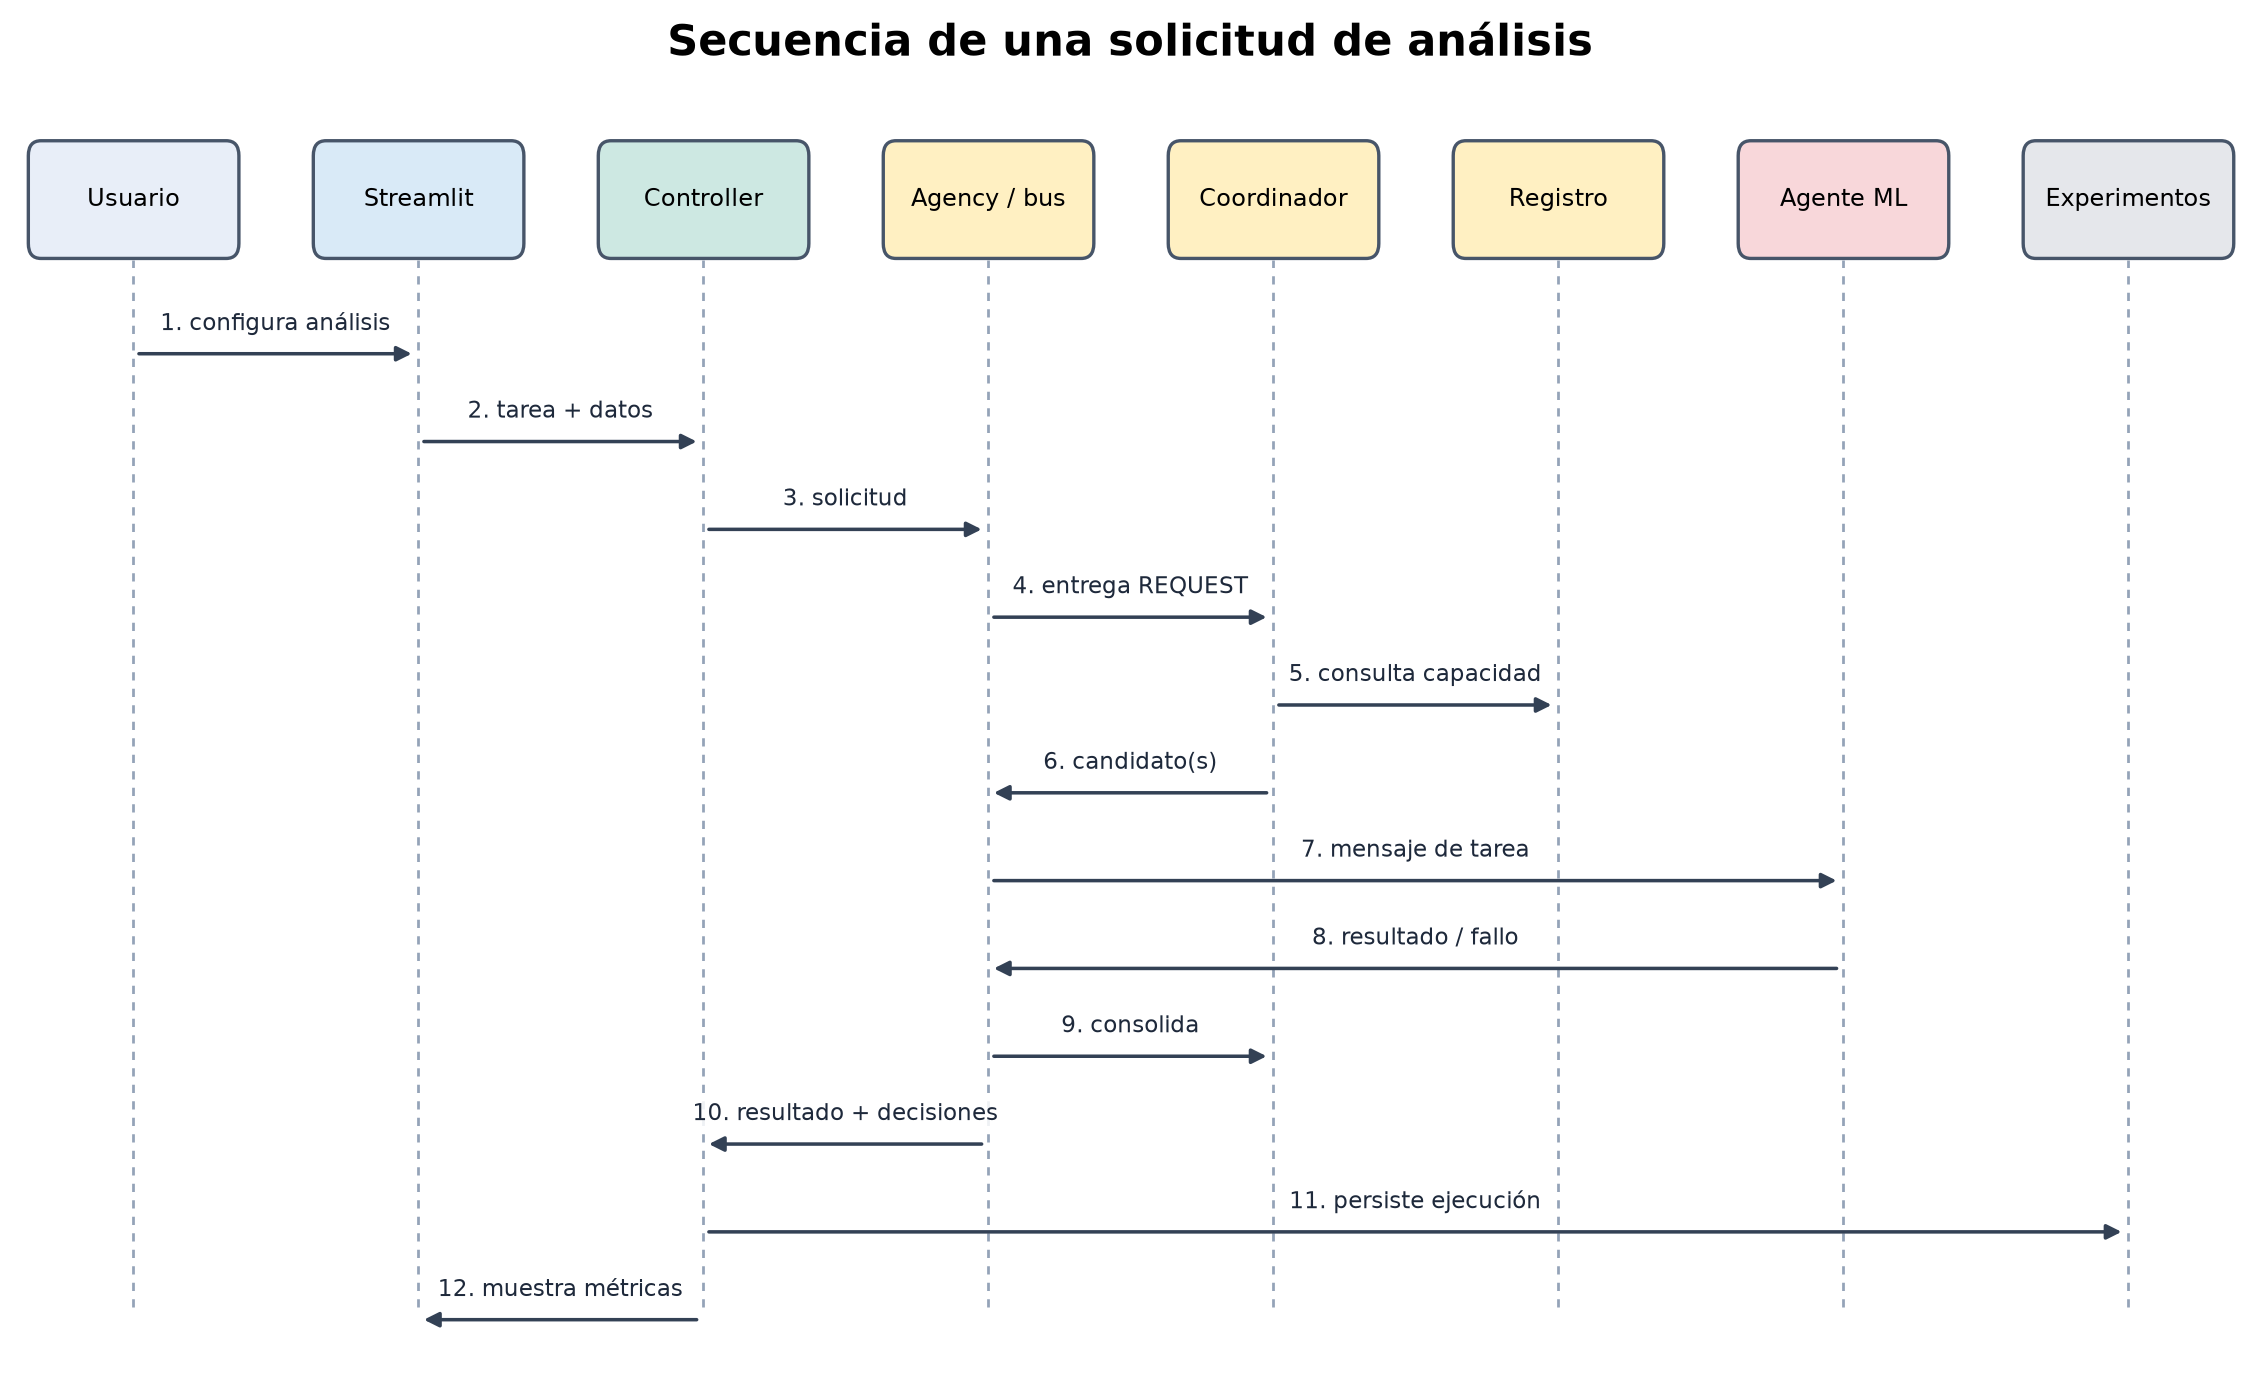 Secuencia de una solicitud de análisis
Usuario
Streamlit
Controller
Agency / bus
Coordinador
Registro
Agente ML
Experimentos
1. configura análisis
2. tarea + datos
3. solicitud
4. entrega REQUEST
5. consulta capacidad
6. candidato(s)
7. mensaje de tarea
8. resultado / fallo
9. consolida
10. resultado + decisiones
11. persiste ejecución
12. muestra métricas